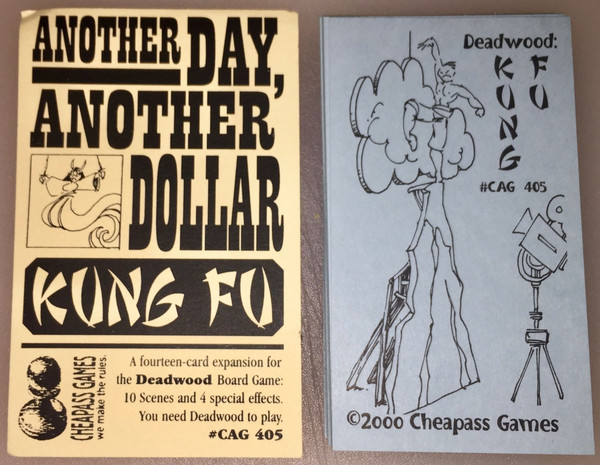 ANOTHER DAY,
ANOTHER
DOLLAR
KUNG FU
CHEAPASS GAMES
we make the rules.
A fourteen-card expansion for
the Deadwood Board Game:
10 Scenes and 4 special effects.
You need Deadwood to play.
#CAG 405
Deadwood:
KUNG FU
#CAG 405
©2000 Cheapass Games